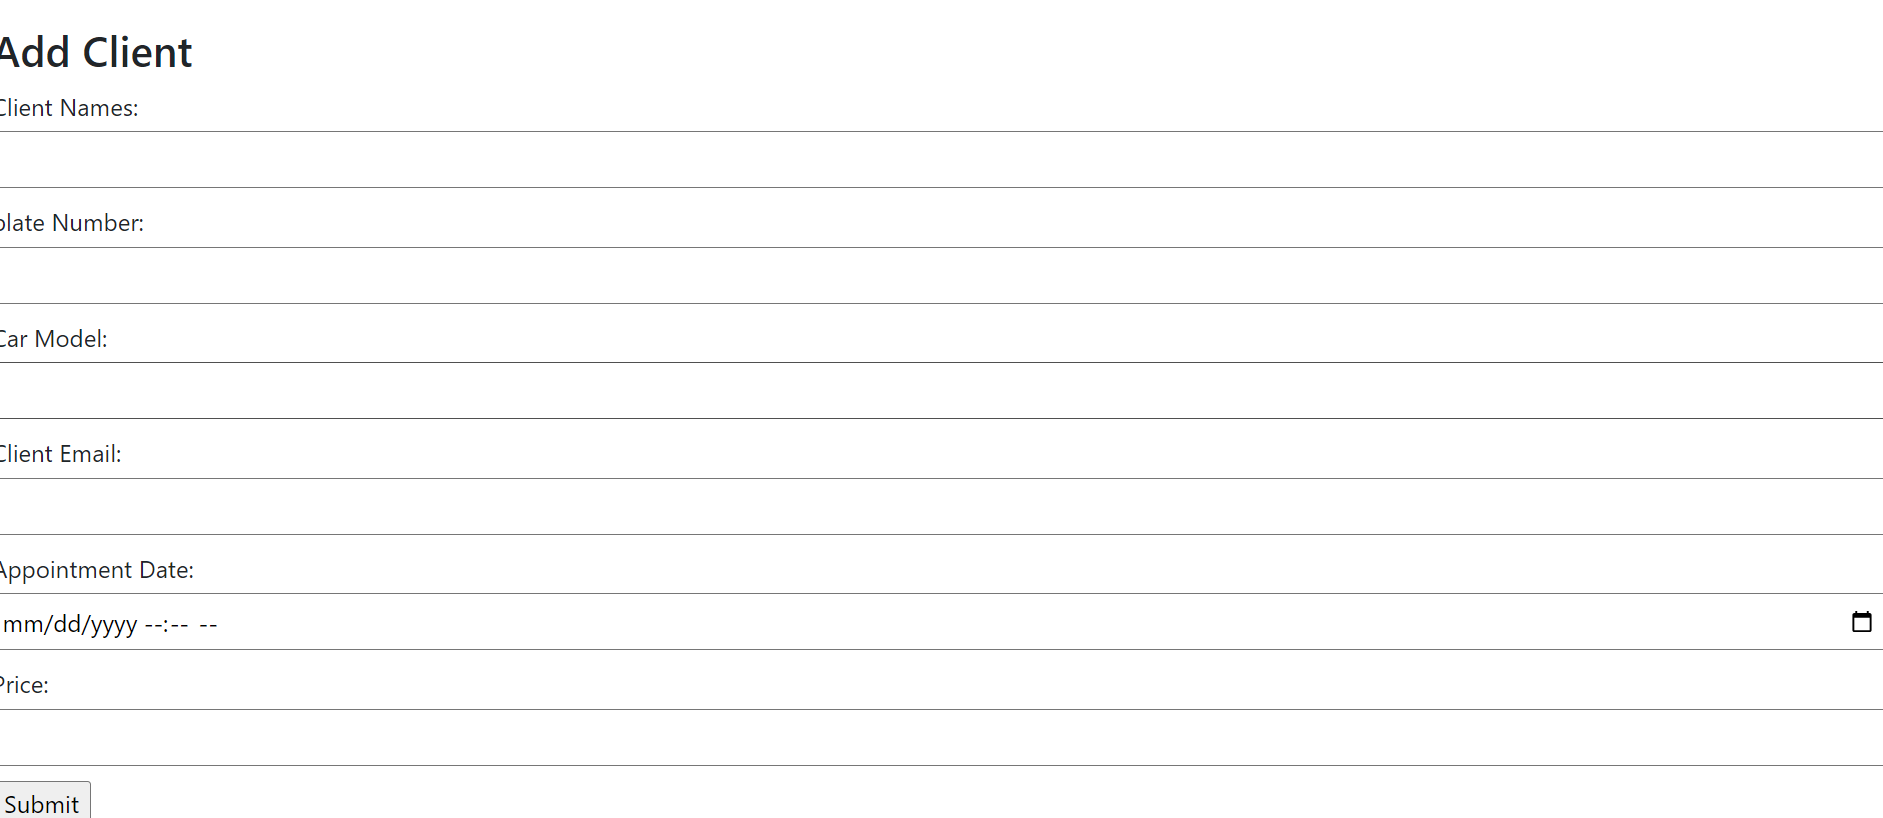 Add Client
Client Names:
plate Number:
Car Model:
Client Email:
Appointment Date:
mm/dd/yyyy --:-- --
Price:
Submit